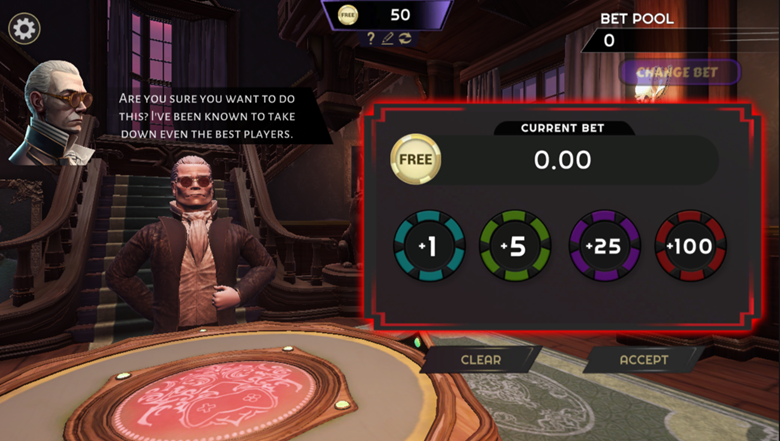 FREE 50
? 
BET POOL
0
CHANGE BET
Are you sure you want to do
this? I've been known to take
down even the best players.
CURRENT BET
FREE 0.00
+1 +5 +25 +100
CLEAR ACCEPT